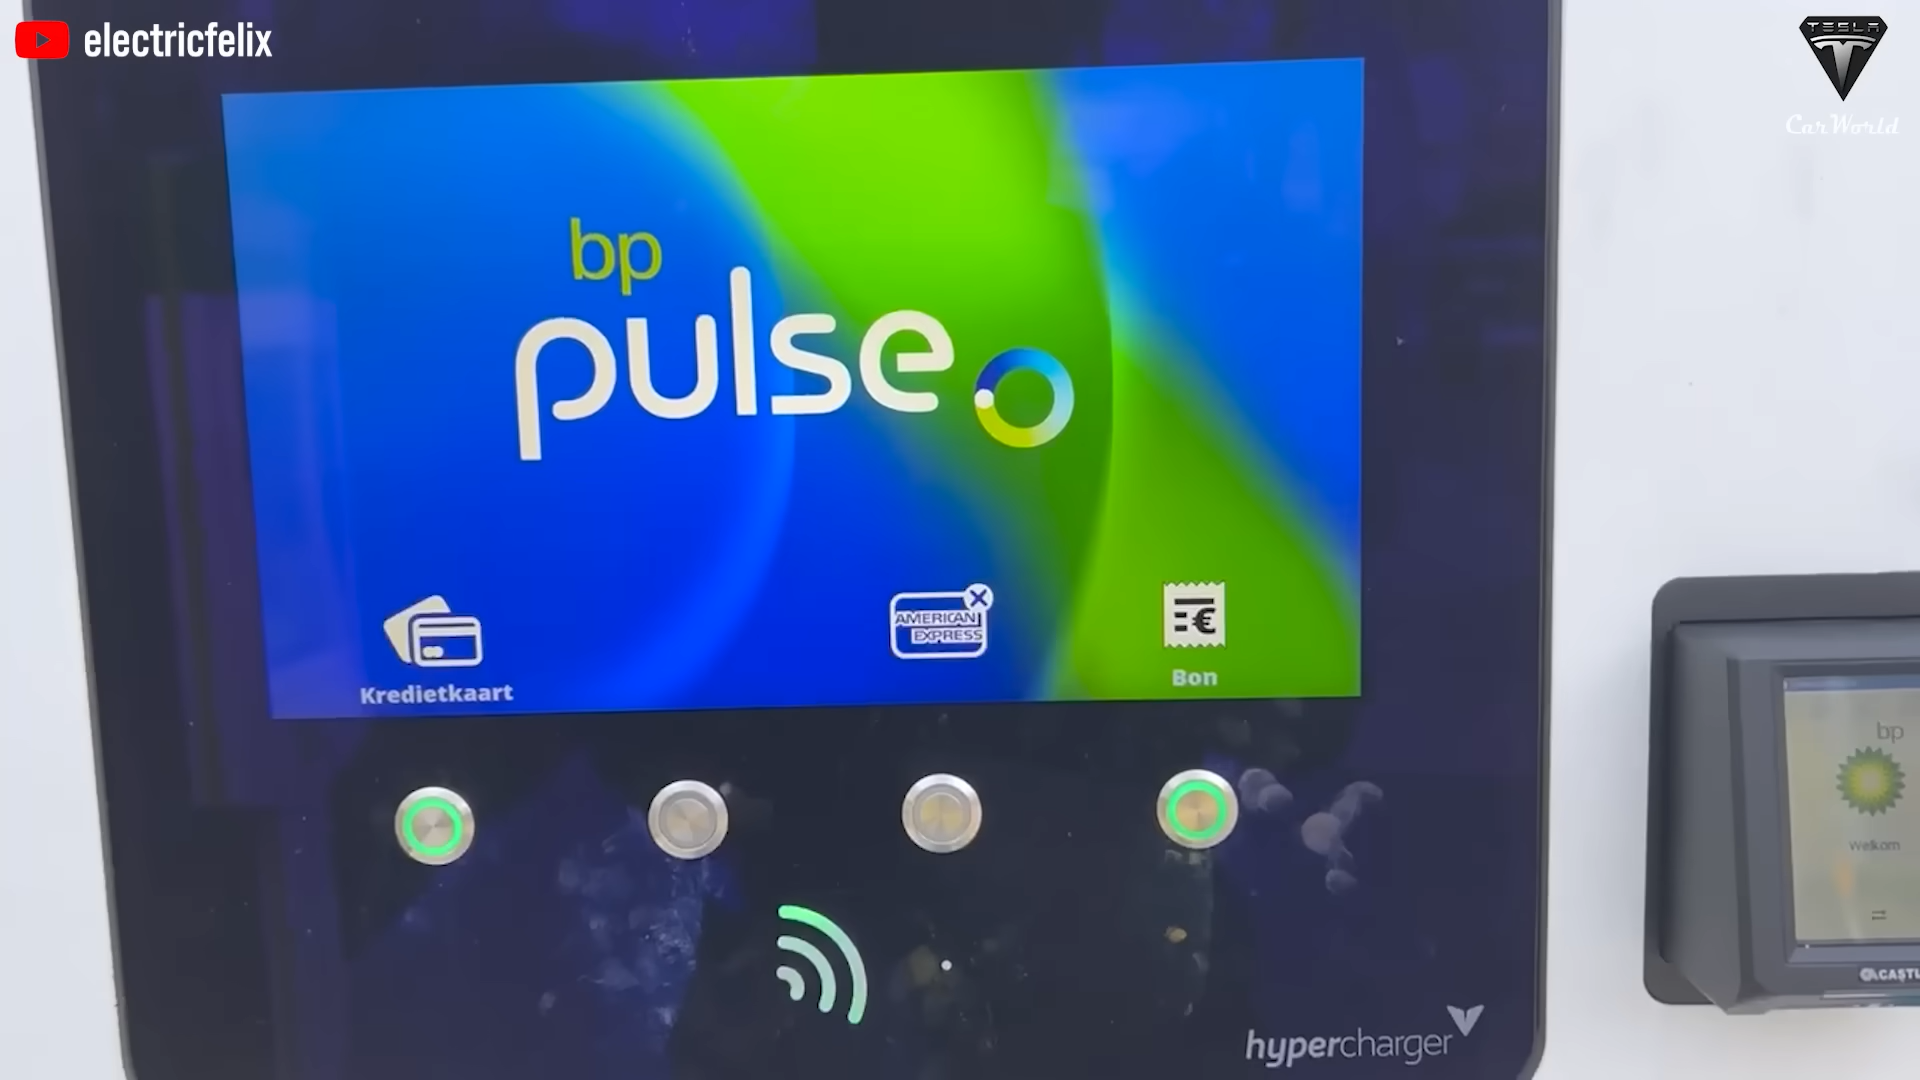 electricfelix
TESLA
CarWorld
bp
pulse
AMERICAN
EXPRESS
€
Kredietkaart
Bon
bp
Welkom
hypercharger